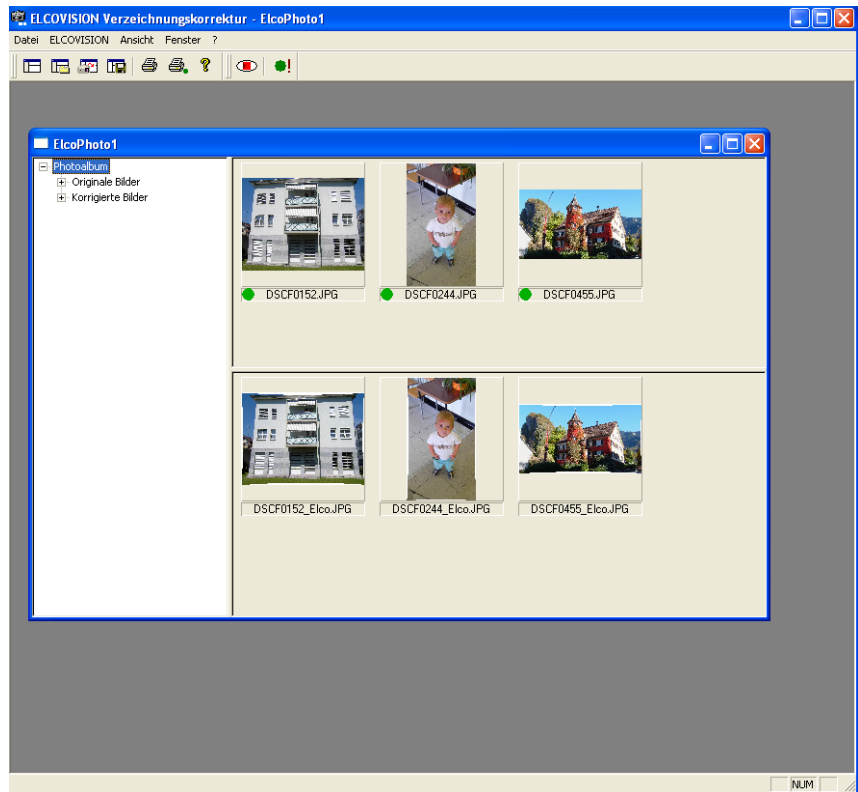 ELCOVISION Verzeichnungskorrektur - ElcoPhoto1
Datei ELCOVISION Ansicht Fenster ?
ElcoPhoto1
Photoalbum
Originale Bilder
Korrigierte Bilder
DSCF0152.JPG DSCF0244.JPG DSCF0455.JPG
DSCF0152_Elco.JPG DSCF0244_Elco.JPG DSCF0455_Elco.JPG
NUM